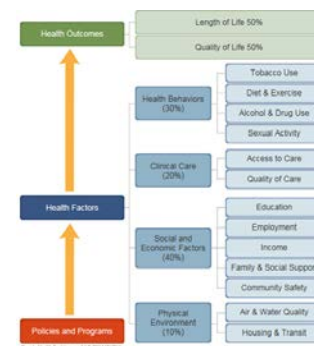 Health Outcomes
Length of Life 50%
Quality of Life 50%
Health Factors
Health Behaviors
(30%)
Tobacco Use
Diet & Exercise
Alcohol & Drug Use
Sexual Activity
Clinical Care
(20%)
Access to Care
Quality of Care
Social and
Economic Factors
(40%)
Education
Employment
Income
Family & Social Support
Community Safety
Physical
Environment
(10%)
Air & Water Quality
Housing & Transit
Policies and Programs